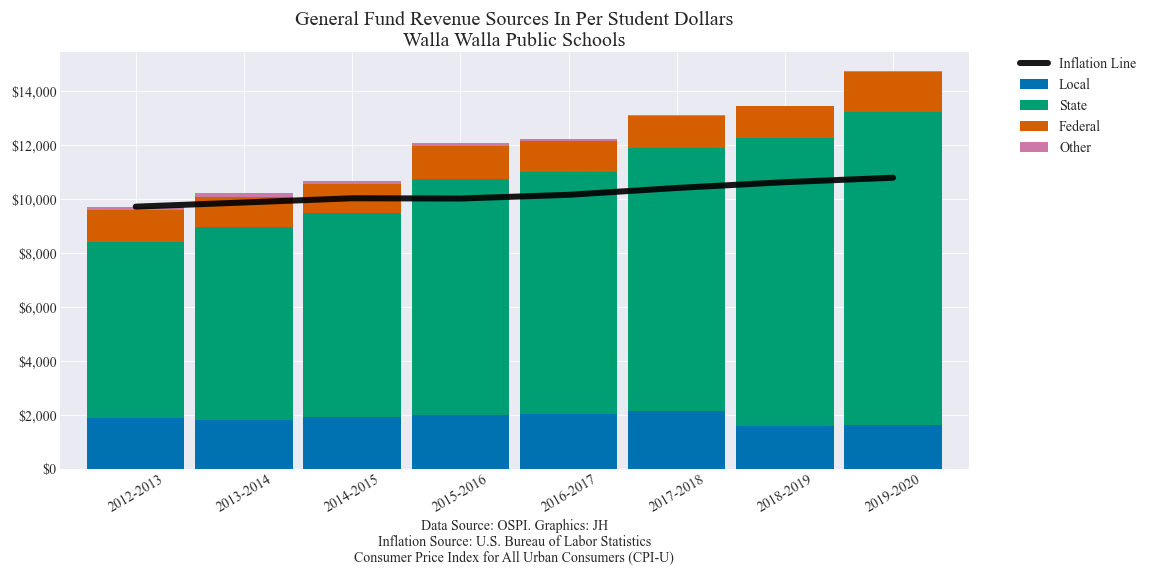 General Fund Revenue Sources In Per Student Dollars
Walla Walla Public Schools
Inflation Line
Local
State
Federal
Other
$14,000
$12,000
$10,000
$8,000
$6,000
$4,000
$2,000
$0
2012-2013
2013-2014
2014-2015
2015-2016
2016-2017
2017-2018
2018-2019
2019-2020
Data Source: OSPI. Graphics: JH
Inflation Source: U.S. Bureau of Labor Statistics
Consumer Price Index for All Urban Consumers (CPI-U)